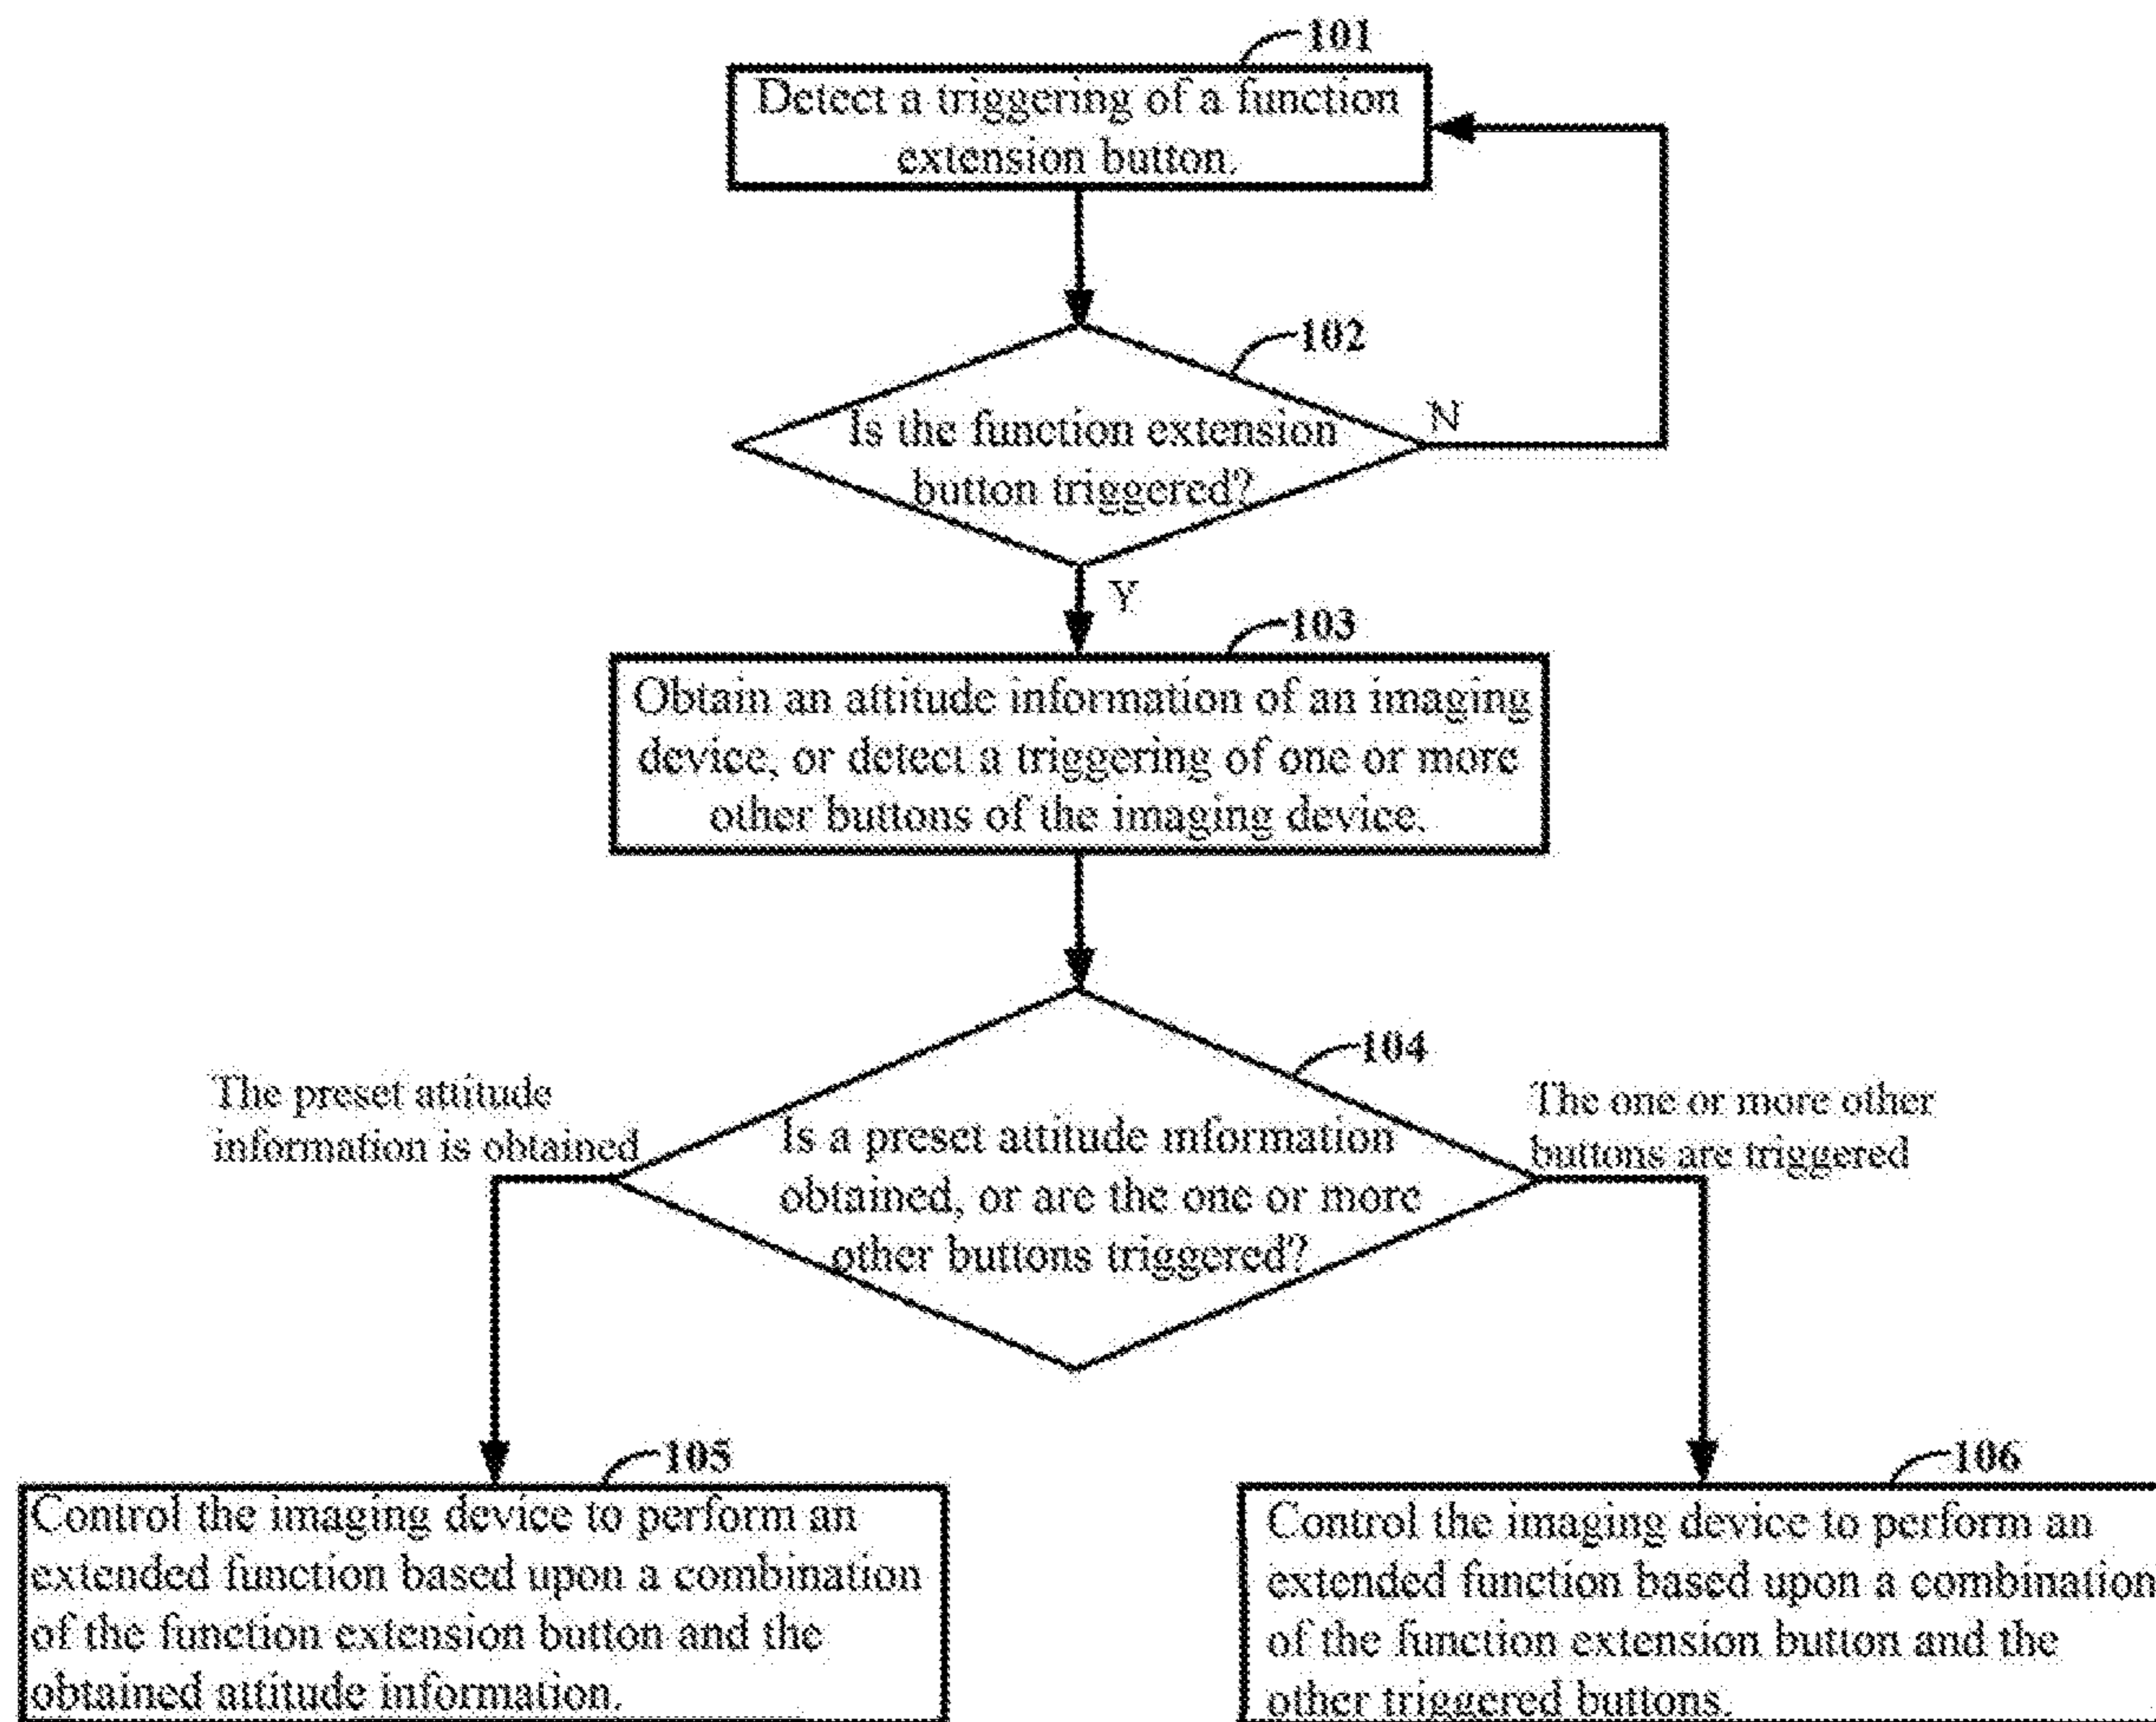 101
Detect a triggering of a function
extension button.
102
Is the function extension
button triggered?
N
Y
103
Obtain an attitude information of an imaging
device, or detect a triggering of one or more
other buttons of the imaging device.
104
The preset attitude
information is obtained
Is a preset attitude information
obtained, or are the one or more
other buttons triggered?
The one or more other
buttons are triggered
105
Control the imaging device to perform an
extended function based upon a combination
of the function extension button and the
obtained attitude information.
106
Control the imaging device to perform an
extended function based upon a combination
of the function extension button and the
other triggered buttons.